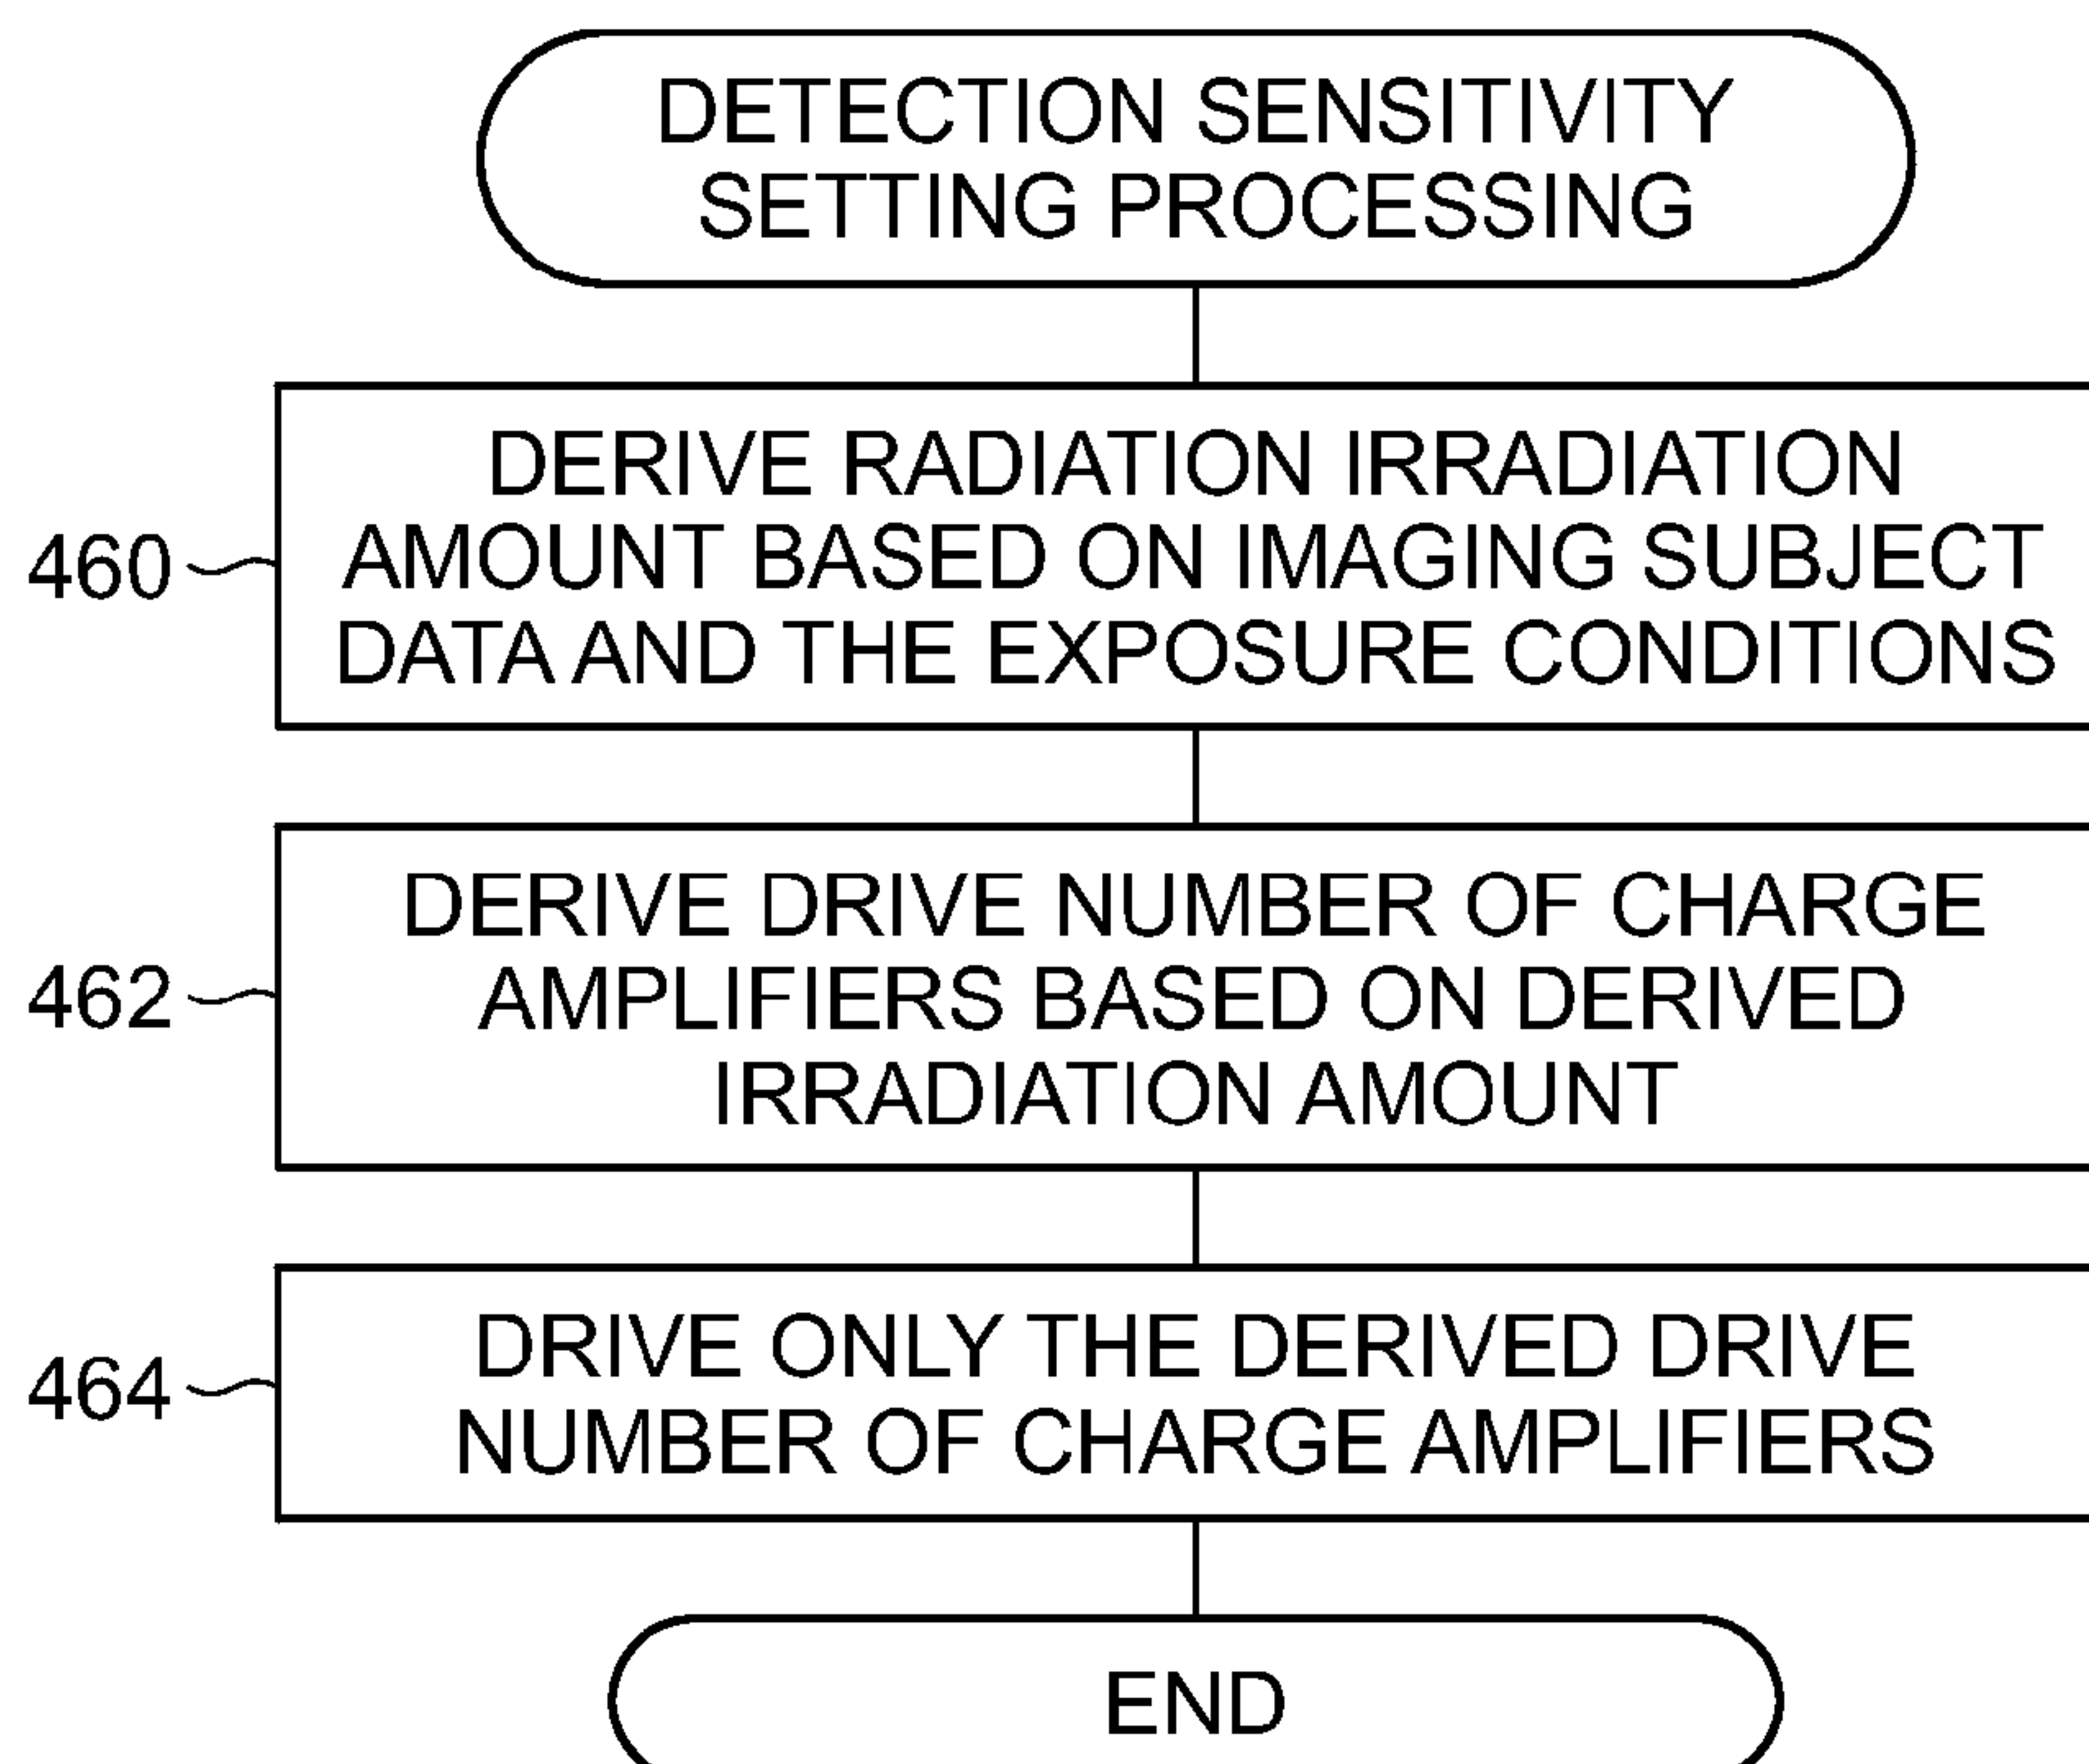 DETECTION SENSITIVITY
SETTING PROCESSING
DERIVE RADIATION IRRADIATION
AMOUNT BASED ON IMAGING SUBJECT
DATA AND THE EXPOSURE CONDITIONS
460
DERIVE DRIVE NUMBER OF CHARGE
AMPLIFIERS BASED ON DERIVED
IRRADIATION AMOUNT
462
DRIVE ONLY THE DERIVED DRIVE
NUMBER OF CHARGE AMPLIFIERS
464
END